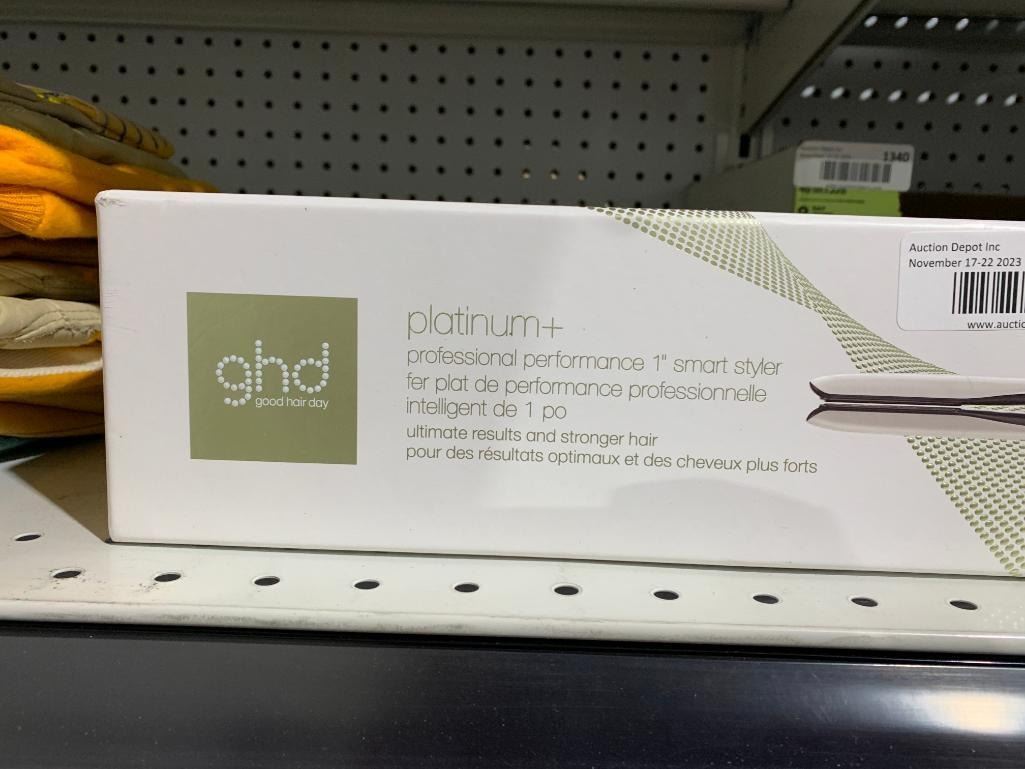 1340
Auction Depot Inc
November 17-22 2023
www.auctio
ghd
good hair day
platinum+
professional performance 1" smart styler
fer plat de performance professionnelle
intelligent de 1 po
ultimate results and stronger hair
pour des résultats optimaux et des cheveux plus forts